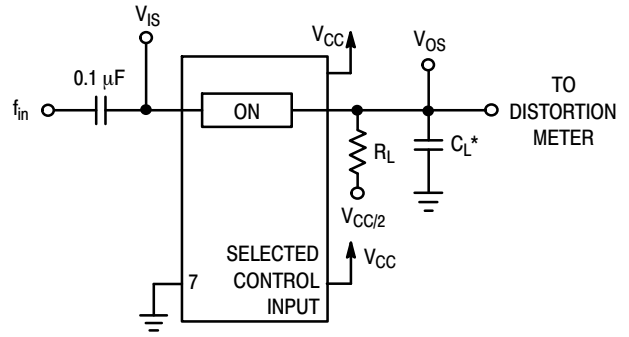 V_IS
V_CC
V_OS
0.1 μF
f_in
ON
TO
DISTORTION
METER
R_L
C_L*
V_CC/2
SELECTED
CONTROL
INPUT
V_CC
7